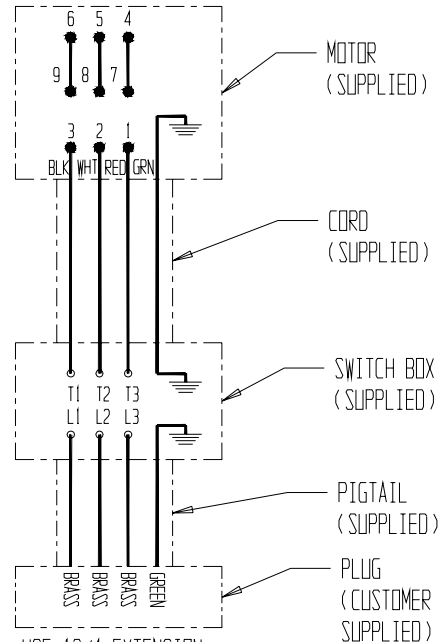 6 5 4
9 8 7
3 2 1
BLK WHT RED GRN
MOTOR
(SUPPLIED)
CORD
(SUPPLIED)
T1 T2 T3
L1 L2 L3
SWITCH BOX
(SUPPLIED)
PIGTAIL
(SUPPLIED)
BRASS BRASS BRASS GREEN
PLUG
(CUSTOMER
SUPPLIED)